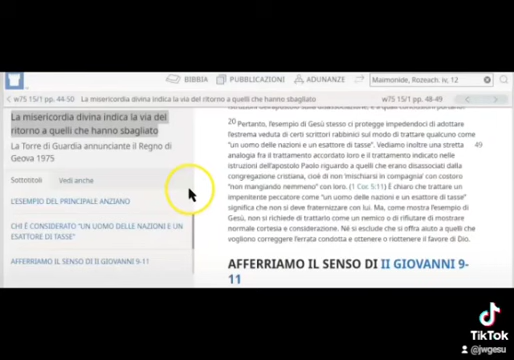 BIBBIA PUBBLICAZIONI ADUNANZE Maimonide, Rozeach. iv, 12
w75 15/1 pp. 44-50 La misericordia divina indica la via del ritorno a quelli che hanno sbagliato w75 15/1 pp. 48-49
La misericordia divina indica la via del
ritorno a quelli che hanno sbagliato
La Torre di Guardia annunciante il Regno di
Geova 1975
Sottotitoli Vedi anche
L'ESEMPIO DEL PRINCIPALE ANZIANO
CHI È CONSIDERATO "UN UOMO DELLE NAZIONI E UN
ESATTORE DI TASSE"
AFFERRIAMO IL SENSO DI II GIOVANNI 9-11
20 Pertanto, l'esempio di Gesù stesso ci protegge impedendoci di adottare
l'estrema veduta di certi scrittori rabbinici sul modo di trattare qualcuno come
"un uomo delle nazioni e un esattore di tasse". Vediamo inoltre una stretta
analogia fra il trattamento accordato loro e il trattamento indicato nelle
istruzioni dell'apostolo Paolo riguardo a quelli che erano disassociati dalla
congregazione cristiana, cioè di non 'mischiarsi in compagnia' con costoro
"non mangiando nemmeno" con loro. (1 Cor. 5:11) È chiaro che trattare un
impenitente peccatore come "un uomo delle nazioni e un esattore di tasse"
significa che non si deve fraternizzare con lui. Ma, come mostra l'esempio di
Gesù, non si richiede di trattarlo come un nemico o di rifiutare di mostrare
normale cortesia e considerazione. Né si esclude che si offra aiuto a quelli che
vogliono correggere l'errata condotta e ottenere o riottenere il favore di Dio.
49
AFFERRIAMO IL SENSO DI II GIOVANNI 9-
11
TikTok
@jwgesu